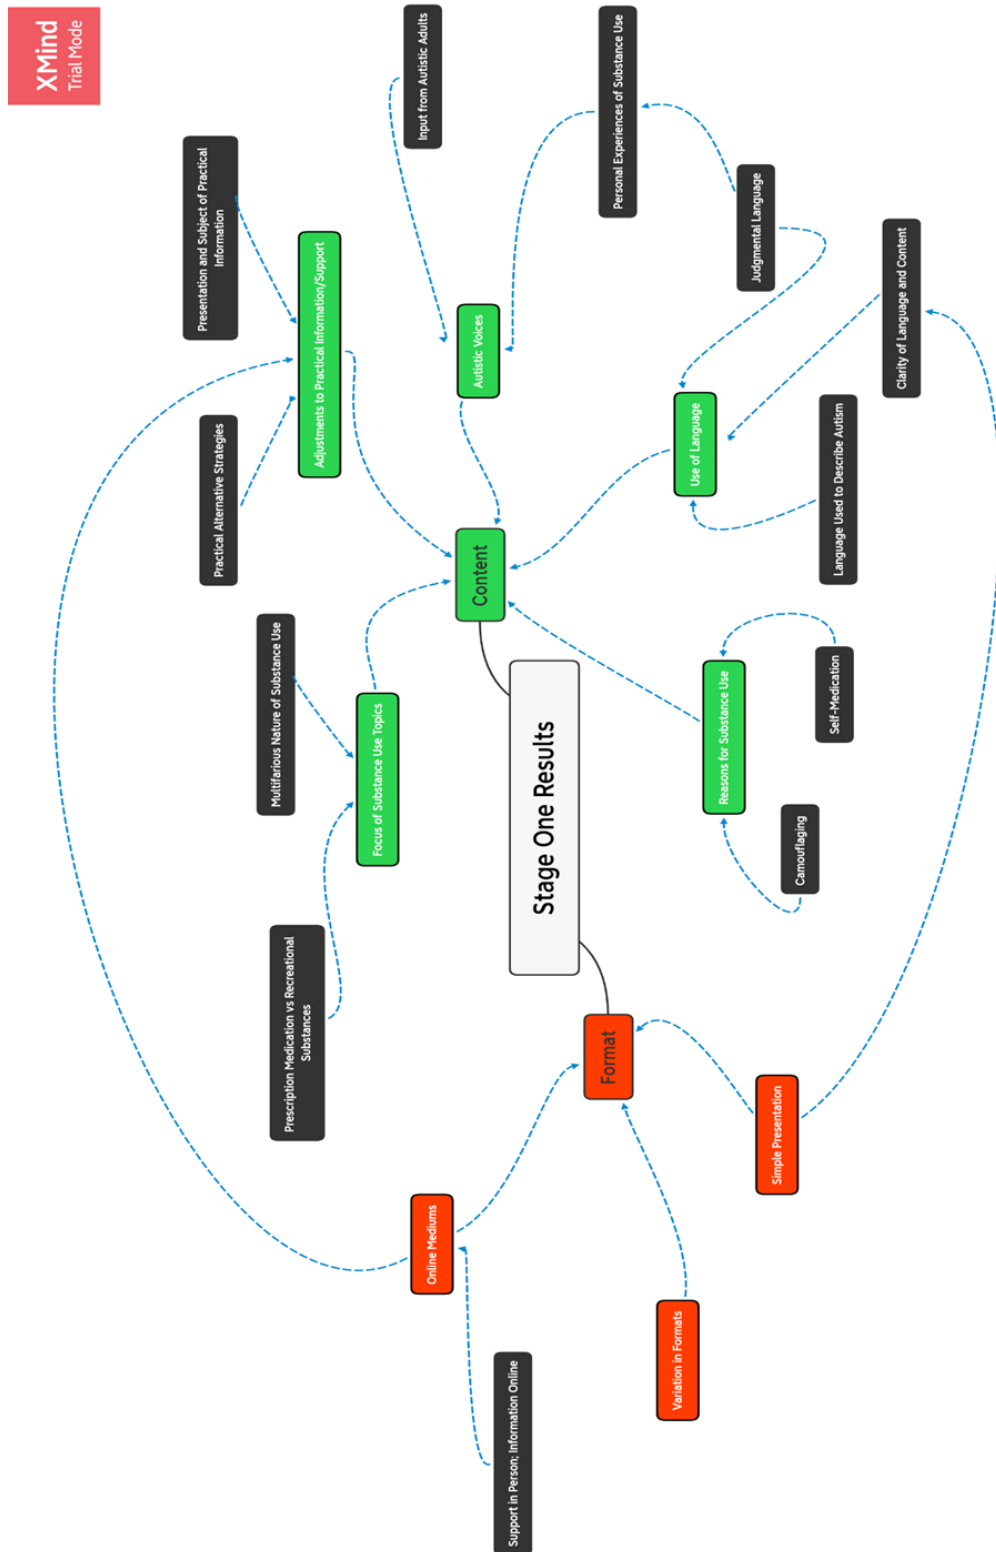 XMind
Trial Mode
Presentation and Subject of Practical
Information
Adjustments to Practical Information/Support
Practical Alternative Strategies
Input from Autistic Adults
Autistic Voices
Personal Experiences of Substance Use
Judgmental Language
Clarity of Language and Content
Use of Language
Language Used to Describe Autism
Content
Multifarious Nature of Substance Use
Focus of Substance Use Topics
Prescription Medication vs Recreational
Substances
Stage One Results
Reasons for Substance Use
Self-Medication
Camouflaging
Format
Online Mediums
Simple Presentation
Variation in Formats
Support in Person; Information Online